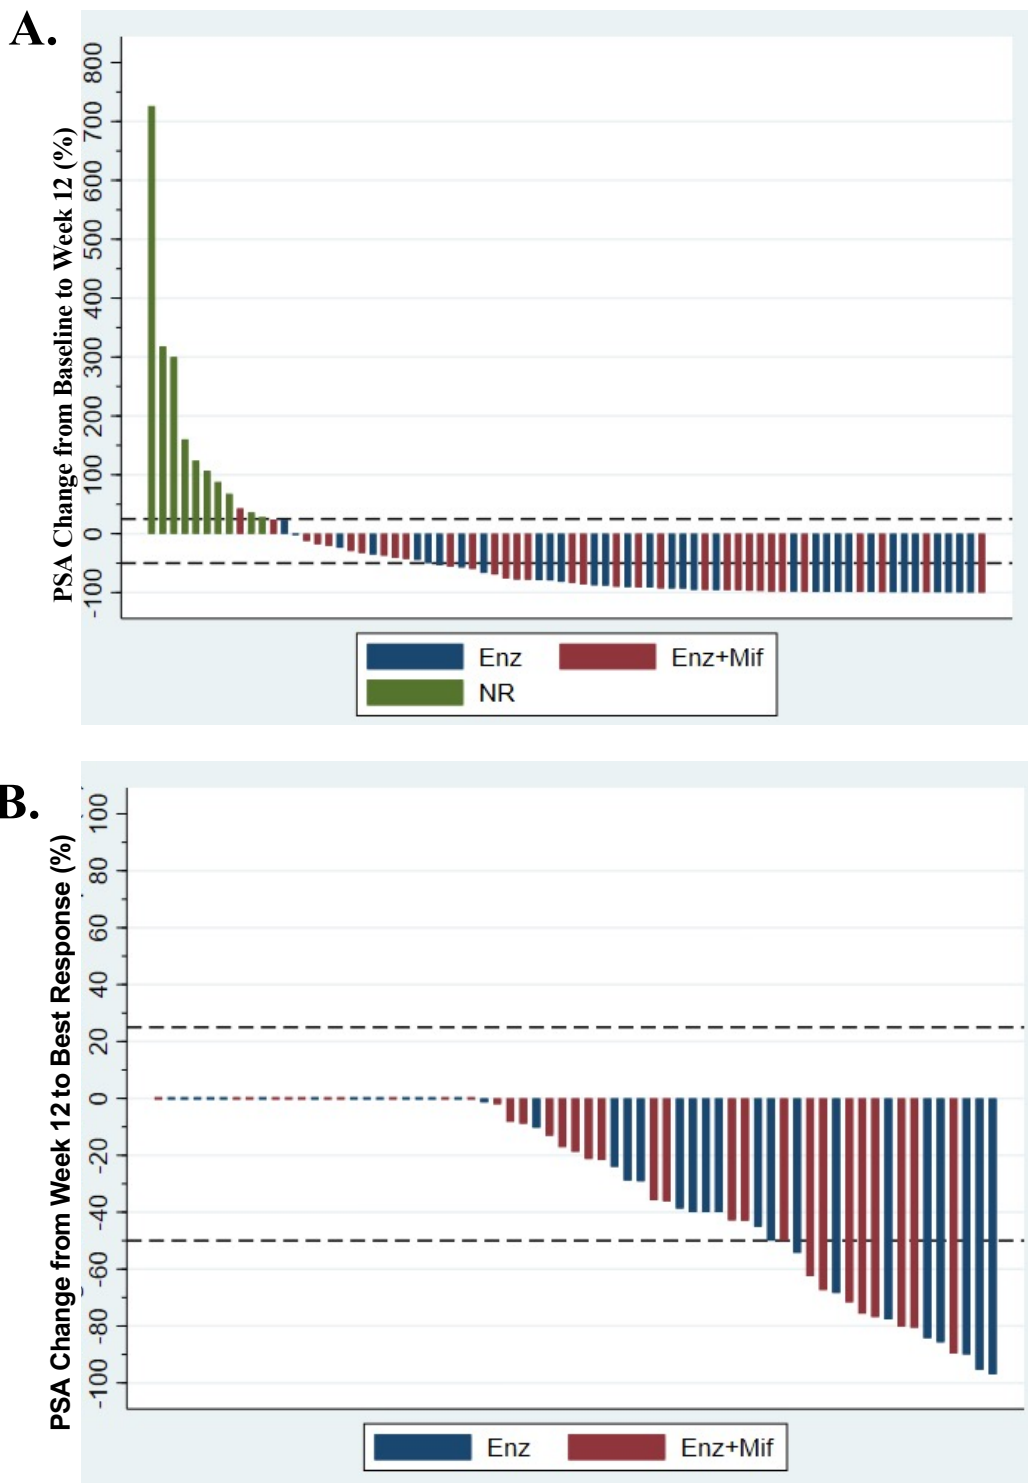 A.
PSA Change from Baseline to Week 12 (%)
800
700
600
500
400
300
200
100
0
-100
Enz
Enz+Mif
NR
B.
PSA Change from Week 12 to Best Response (%)
100
80
60
40
20
0
-20
-40
-60
-80
-100
Enz
Enz+Mif